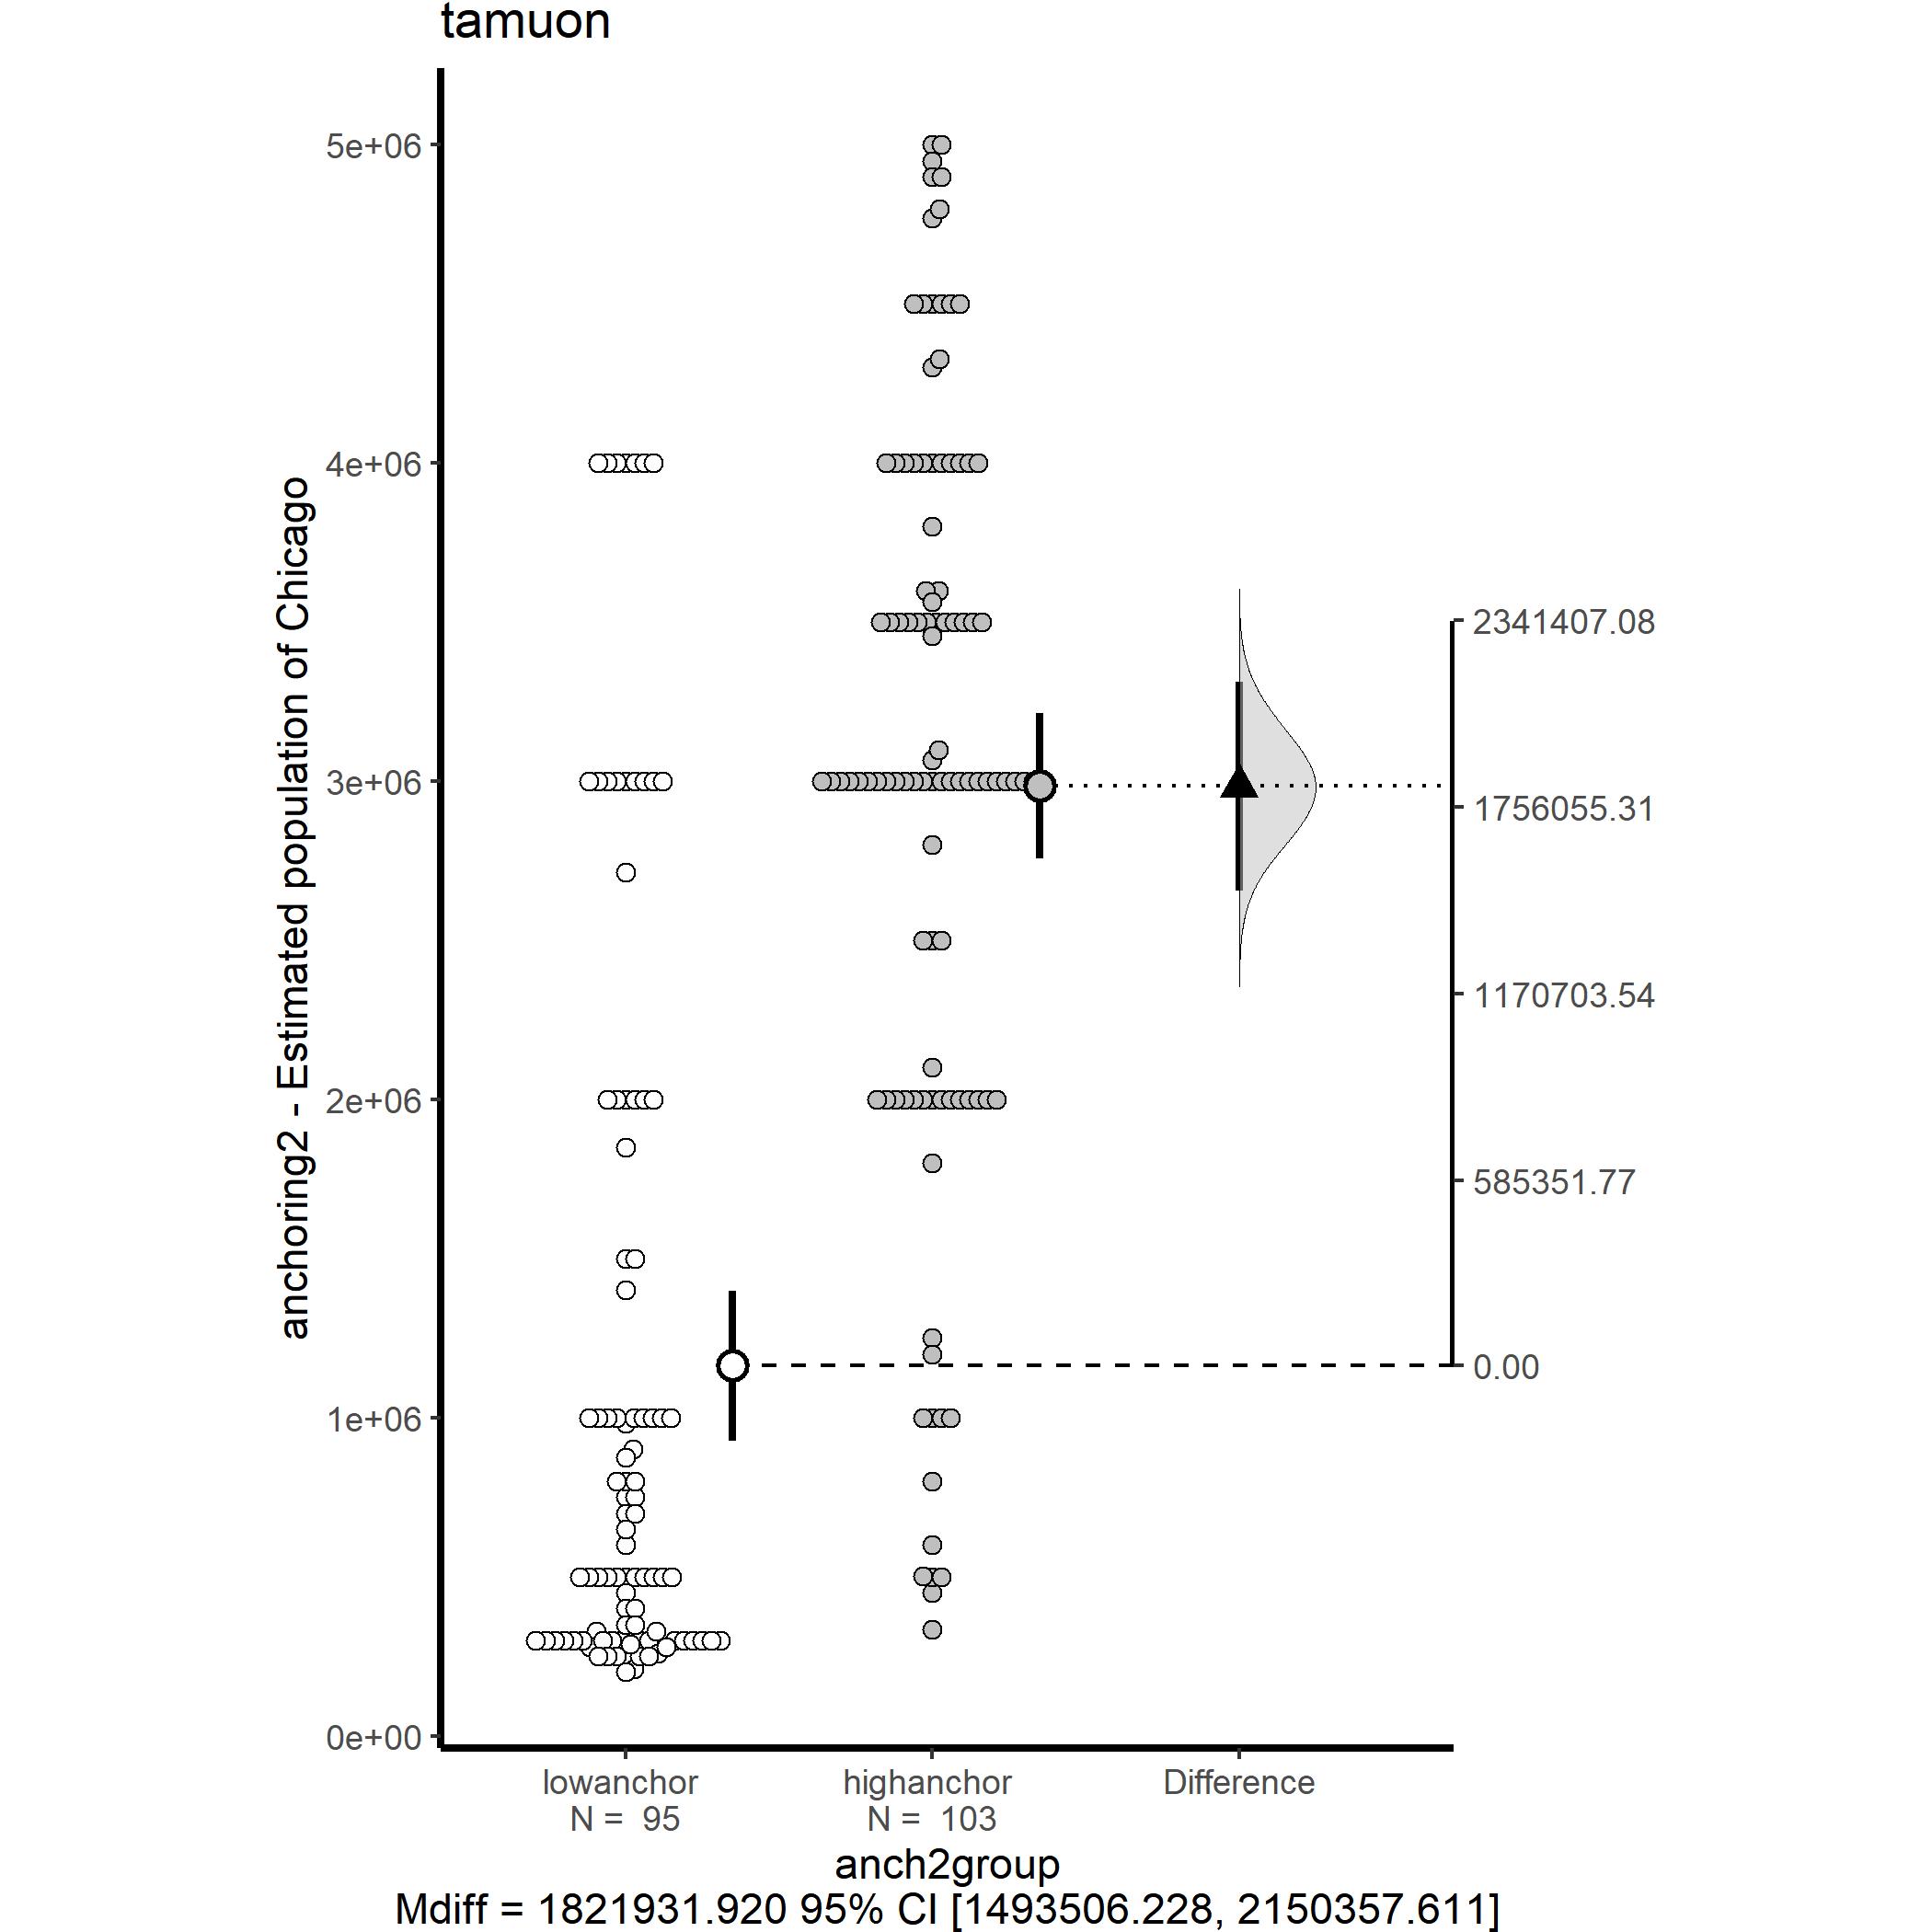 tamuon
anchoring2 - Estimated population of Chicago
5e+06
4e+06
3e+06
2e+06
1e+06
0e+00
2341407.08
1756055.31
1170703.54
585351.77
0.00
lowanchor
N =  95
highanchor
N =  103
Difference
anch2group
Mdiff = 1821931.920 95% CI [1493506.228, 2150357.611]